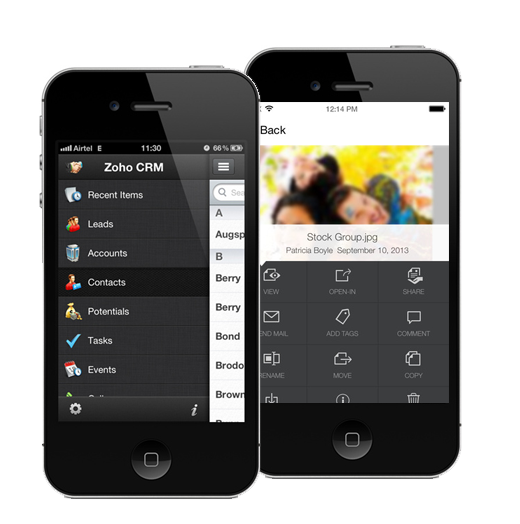 Airtel E 11:30 66%
Zoho CRM
Recent Items
Leads
Accounts
Contacts
Potentials
Tasks
Events
A
Augsp
B
Berry
Berry
Bond
Brodo
Brown
12:14 PM
Back
Stock Group.jpg
Patricia Boyle September 10, 2013
VIEW
OPEN-IN
SHARE
END MAIL
ADD TAGS
COMMENT
ENAME
MOVE
COPY